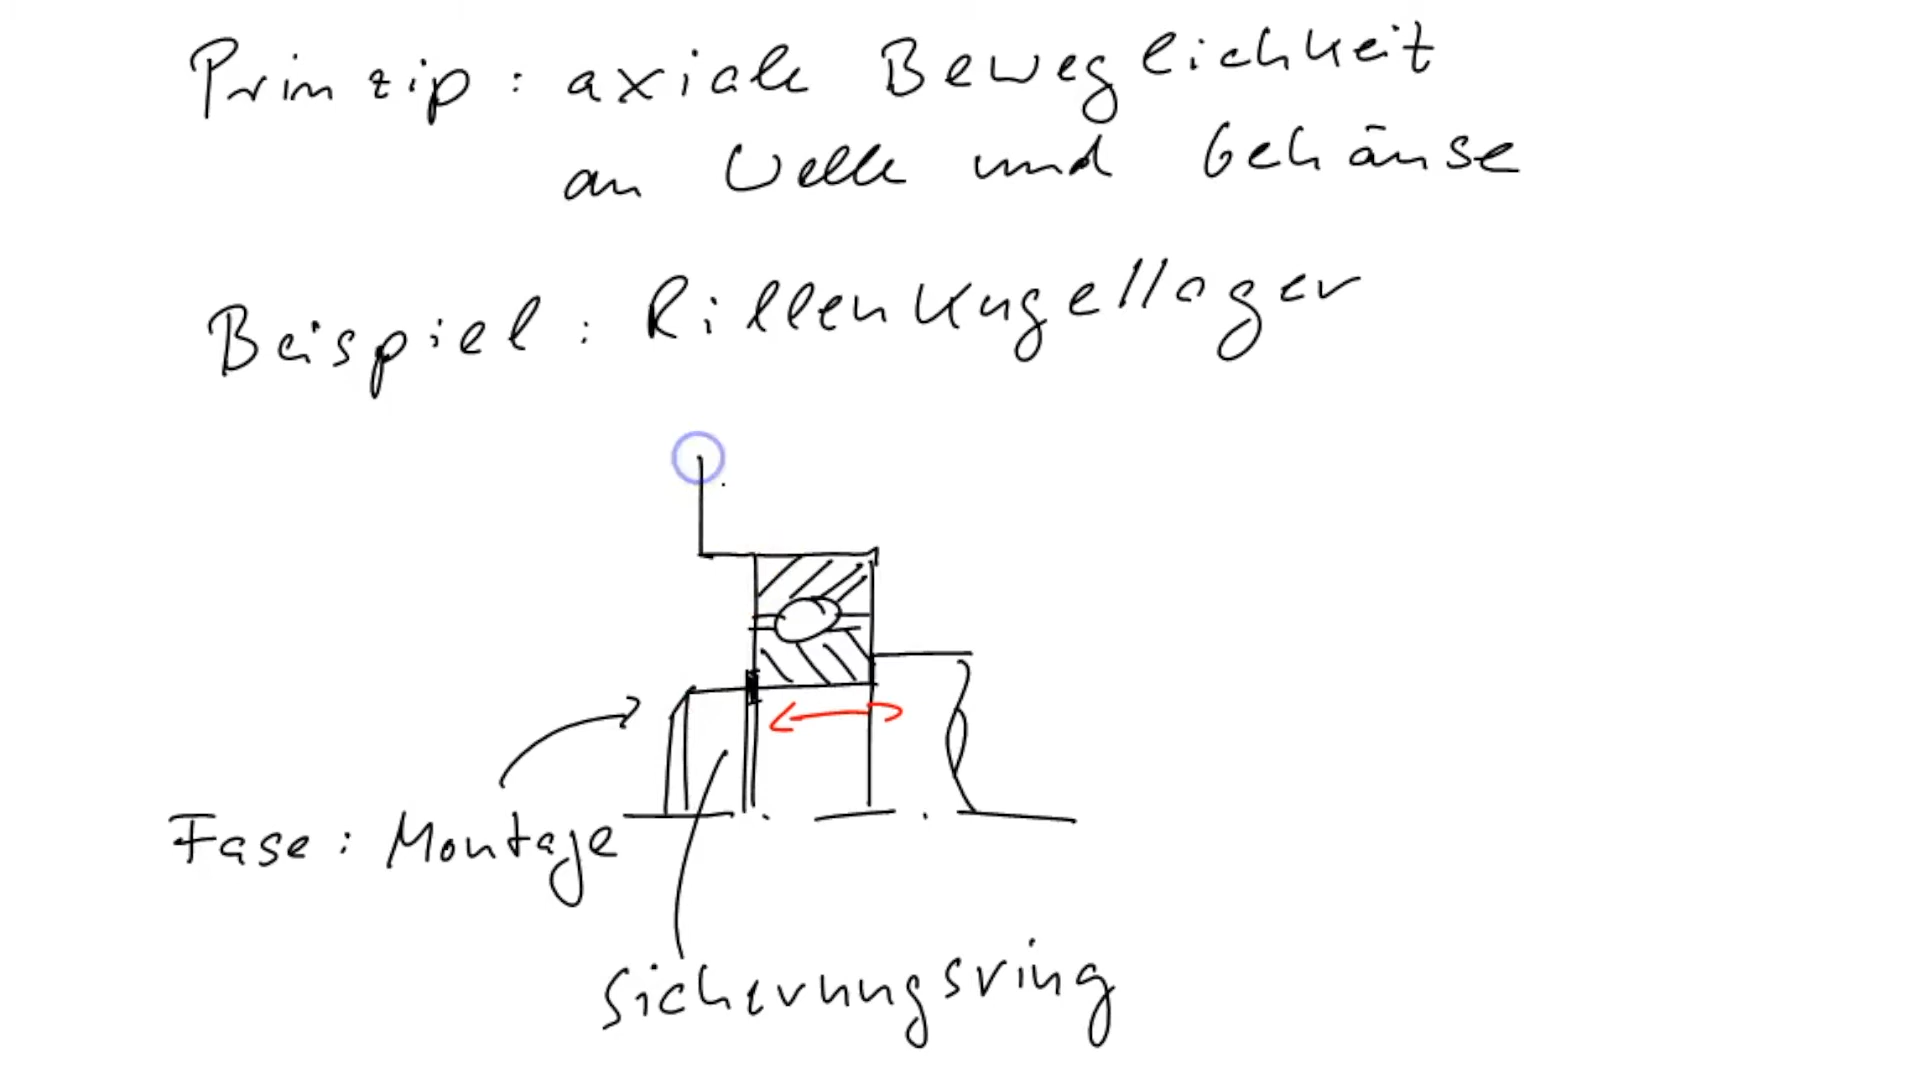 Prinzip: axiale Beweglichkeit
an Welle und Gehäuse
Beispiel: Rillenkugellager
Fase: Montage
Sicherungsring